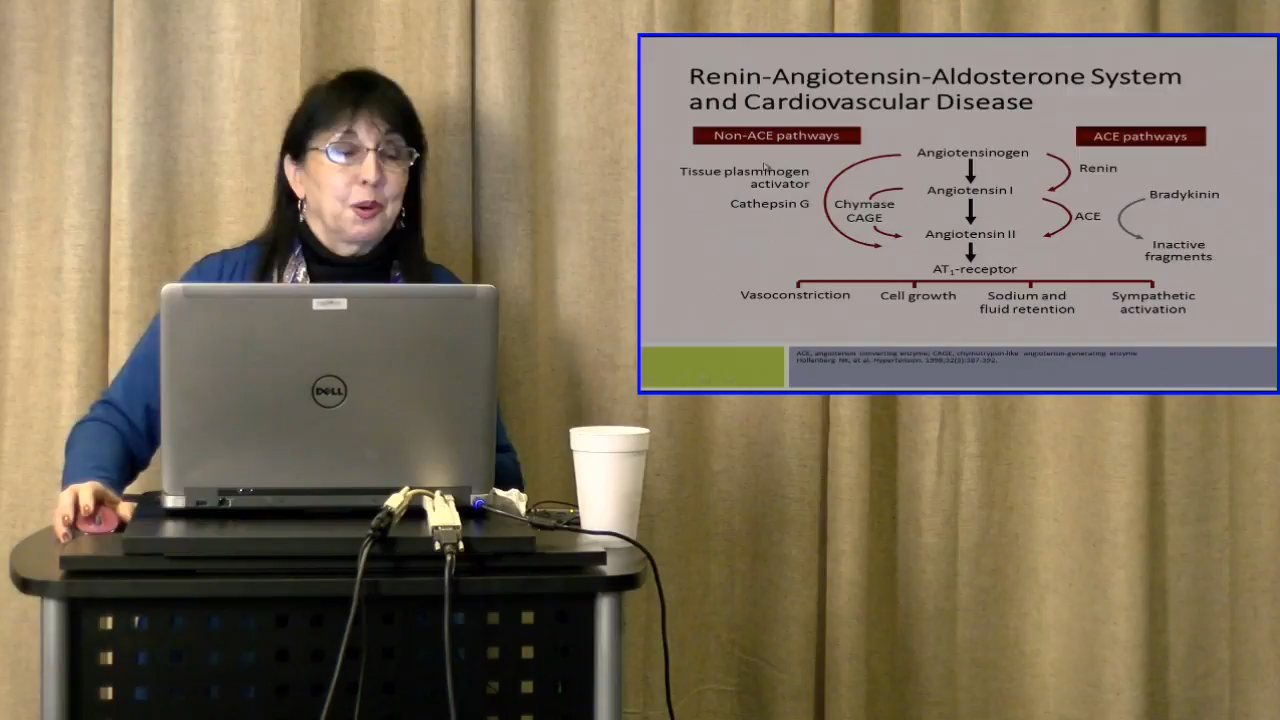 Renin-Angiotensin-Aldosterone System
and Cardiovascular Disease
Non-ACE pathways
ACE pathways
Angiotensinogen
Tissue plasminogen
activator
Renin
Angiotensin I
Bradykinin
Cathepsin G
Chymase
CAGE
ACE
Angiotensin II
Inactive
fragments
AT₁-receptor
Vasoconstriction
Cell growth
Sodium and
fluid retention
Sympathetic
activation
ACE, angiotensin converting enzyme; CAGE, chymotrypsin-like angiotensin-generating enzyme
Hollenberg NK, et al. Hypertension. 1998;32(3):387-392.
DELL